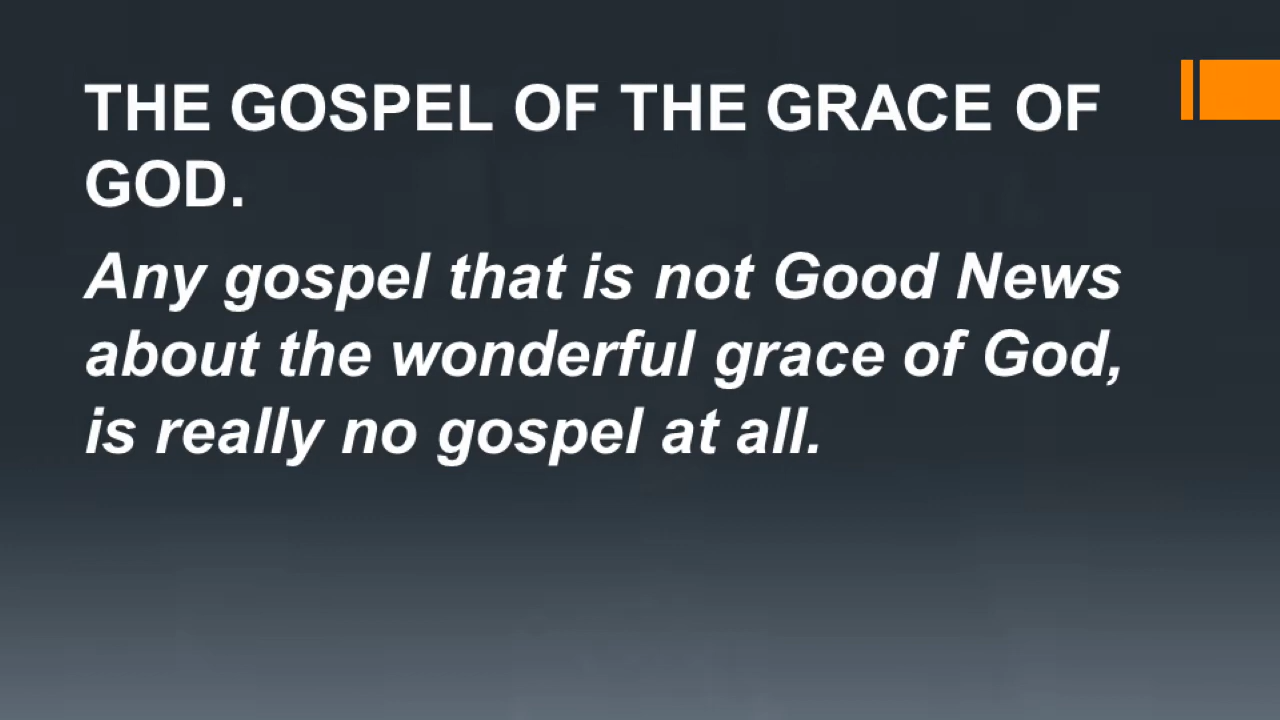 THE GOSPEL OF THE GRACE OF
GOD.
Any gospel that is not Good News
about the wonderful grace of God,
is really no gospel at all.